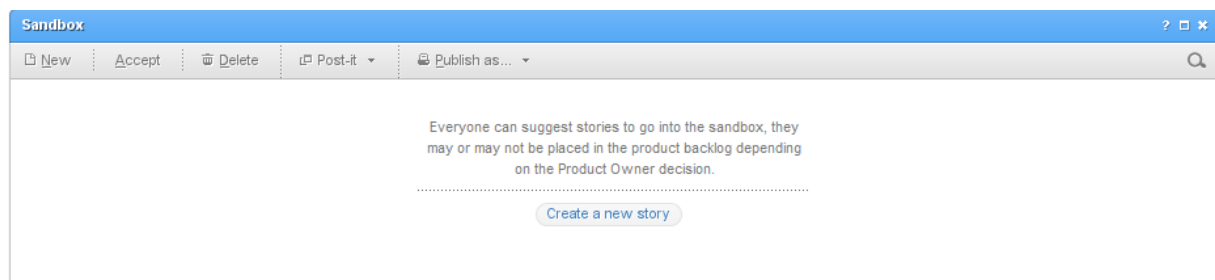 Sandbox ?
New Accept Delete Post-it Publish as...
Everyone can suggest stories to go into the sandbox, they
may or may not be placed in the product backlog depending
on the Product Owner decision.
Create a new story